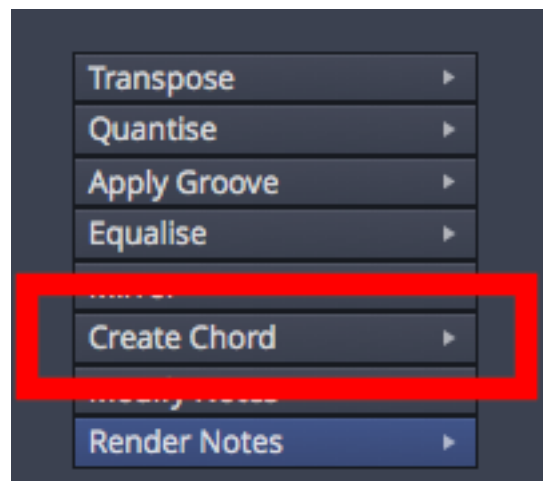 Transpose
Quantise
Apply Groove
Equalise
Create Chord
Render Notes